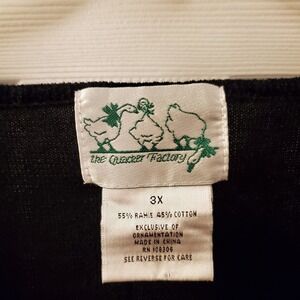 the Quacker Factory
3X
55% RAMIE 45% COTTON
EXCLUSIVE OF
ORNAMENTATION
MADE IN CHINA
RN 108306
SEE REVERSE FOR CARE